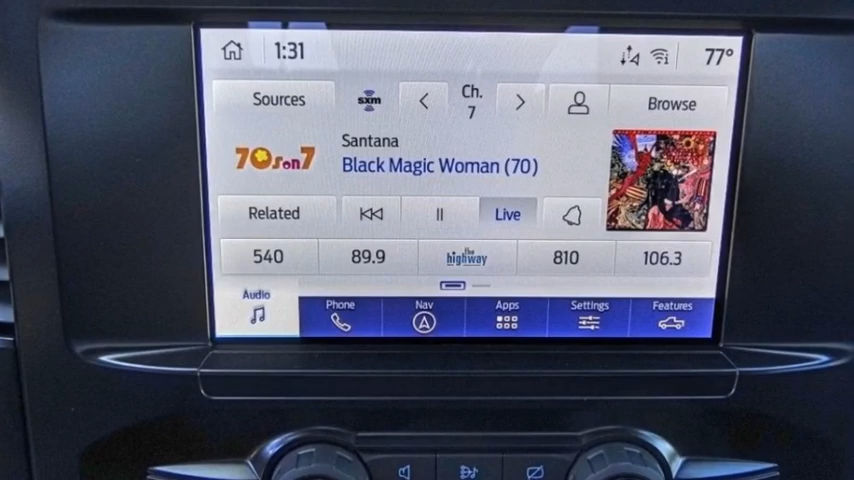 1:31 77°
Sources sxm Ch. Browse
7
70s on 7
Santana
Black Magic Woman (70)
Related Live
540 89.9 the highway 810 106.3
Audio Phone Nav Apps Settings Features